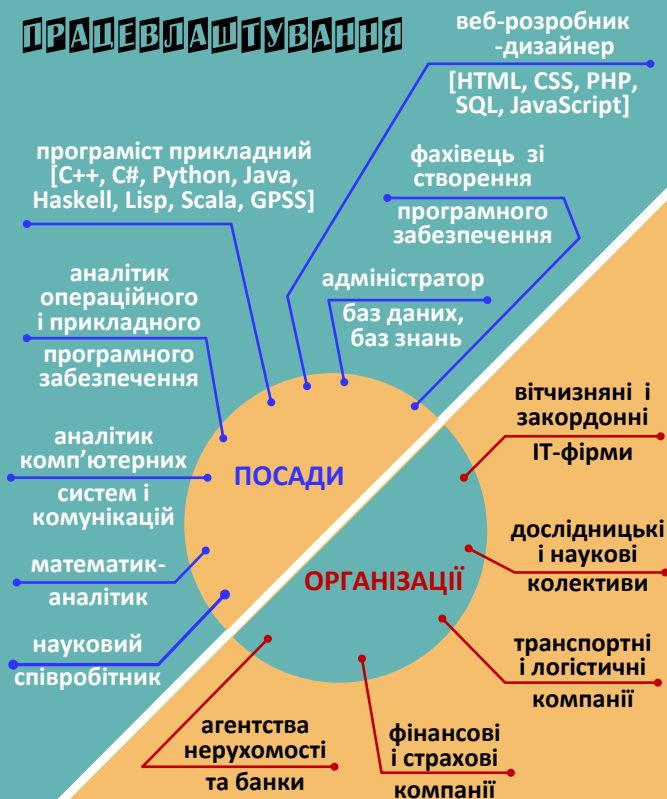 ПРАЦЕВЛАШТУВАННЯ
веб-розробник
-дизайнер
[HTML, CSS, PHP,
SQL, JavaScript]
програміст прикладний
[C++, C#, Python, Java,
Haskell, Lisp, Scala, GPSS]
фахівець зі
створення
програмного
забезпечення
аналітик
операційного
і прикладного
програмного
забезпечення
адміністратор
баз даних,
баз знань
аналітик
комп’ютерних
систем і
комунікацій
математик-
аналітик
науковий
співробітник
ПОСАДИ
ОРГАНІЗАЦІЇ
вітчизняні і
закордонні
ІТ-фірми
дослідницькі
і наукові
колективи
транспортні
і логістичні
компанії
фінансові
і страхові
компанії
агентства
нерухомості
та банки